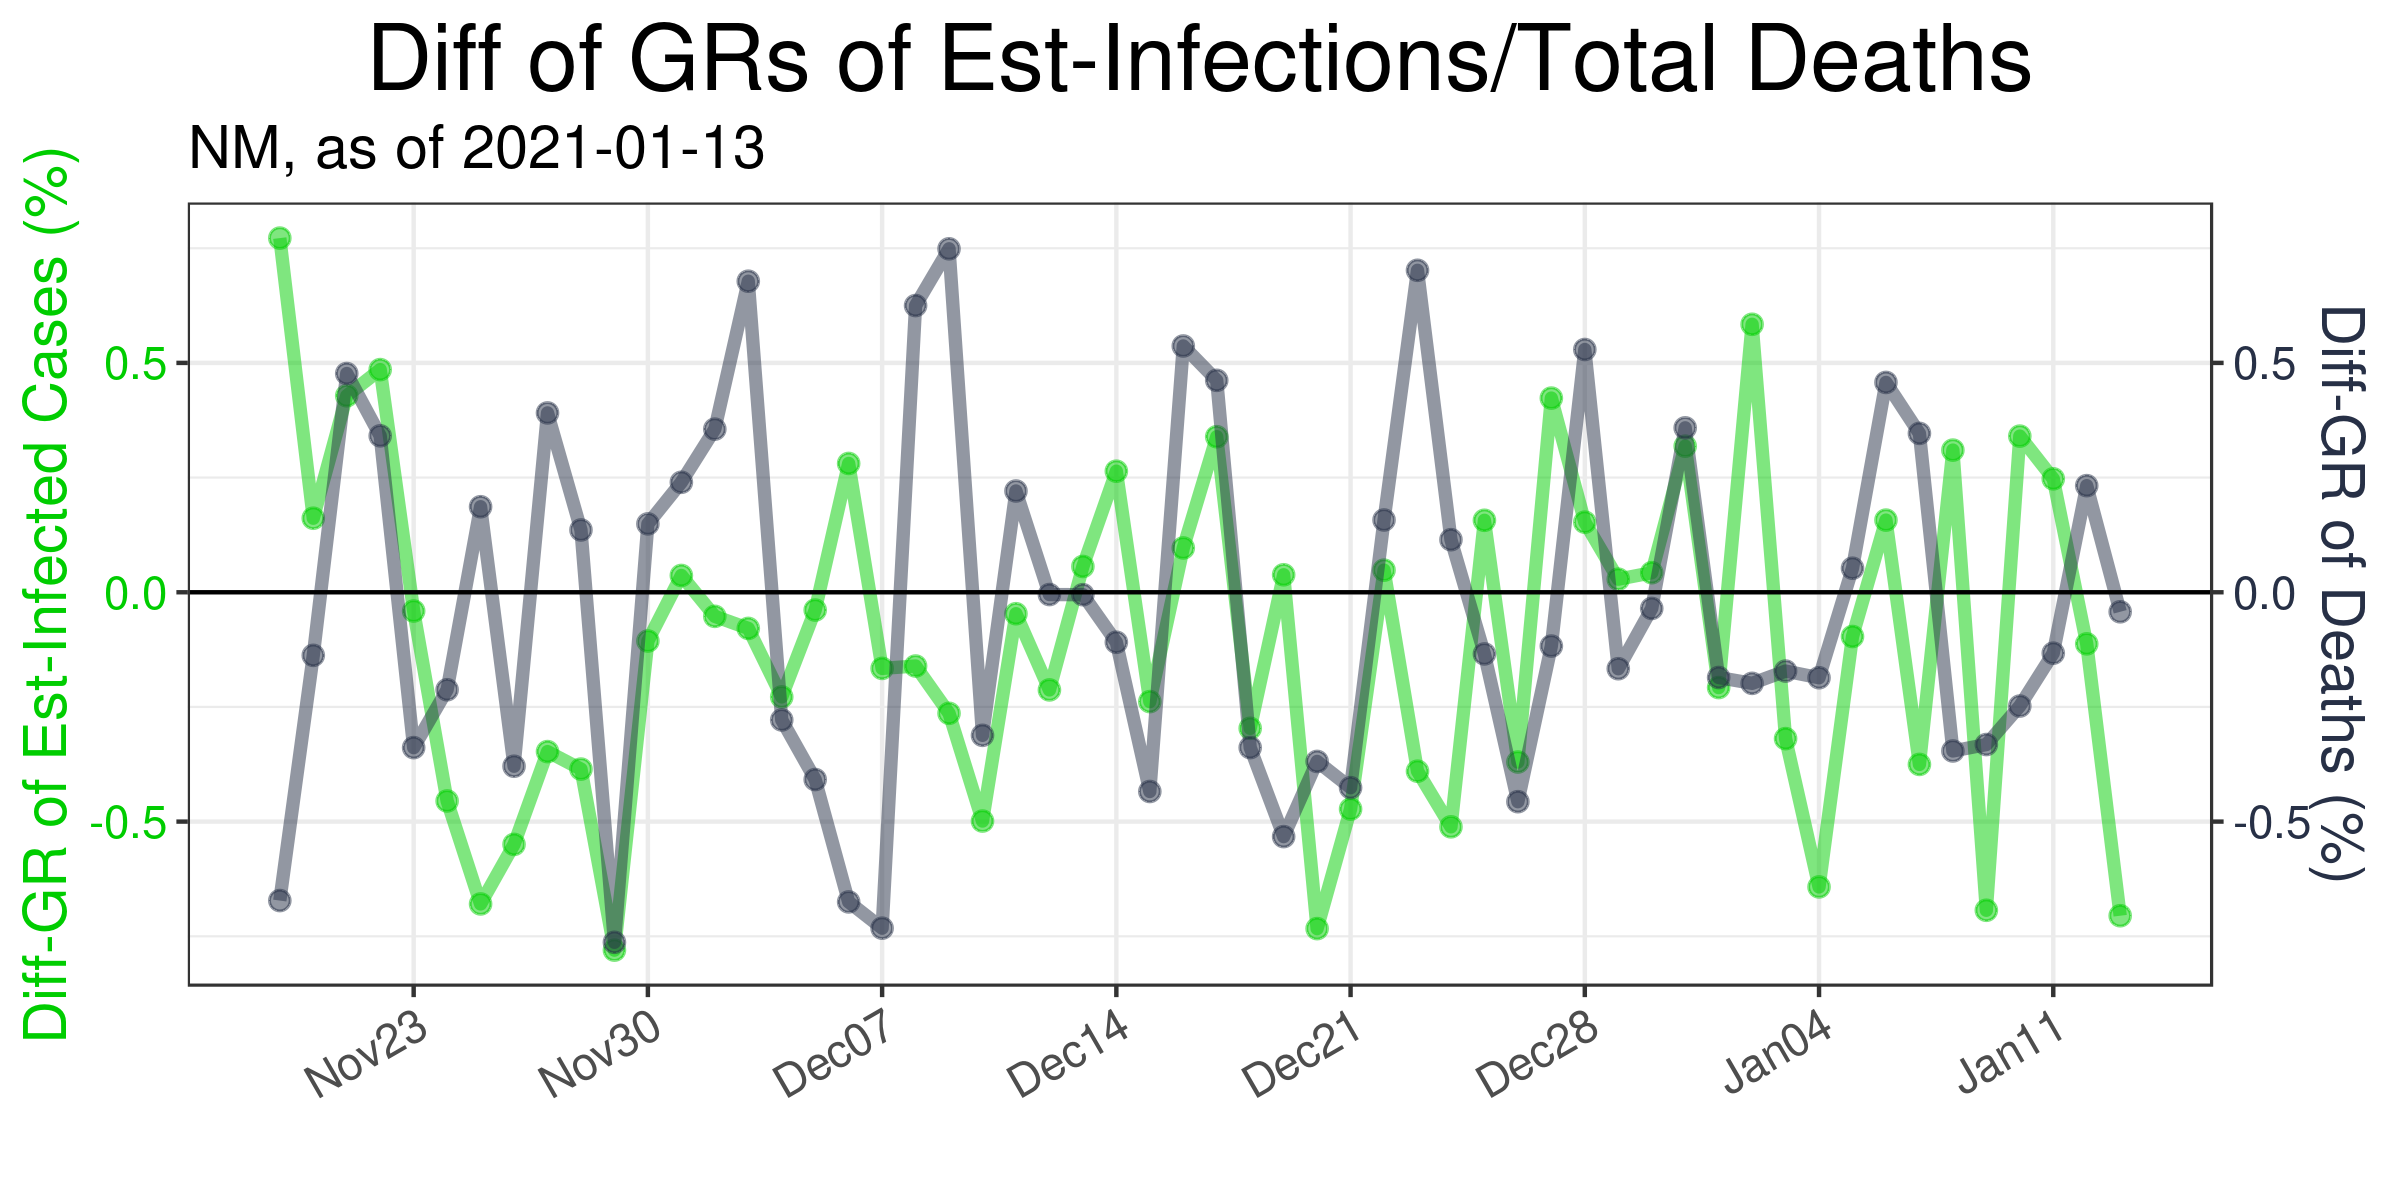 Diff of GRs of Est-Infections/Total Deaths
NM, as of 2021-01-13
Diff-GR of Est-Infected Cases (%)
0.5
0.0
-0.5
0.5
0.0
-0.5
Diff-GR of Deaths (%)
Nov23
Nov30
Dec07
Dec14
Dec21
Dec28
Jan04
Jan11